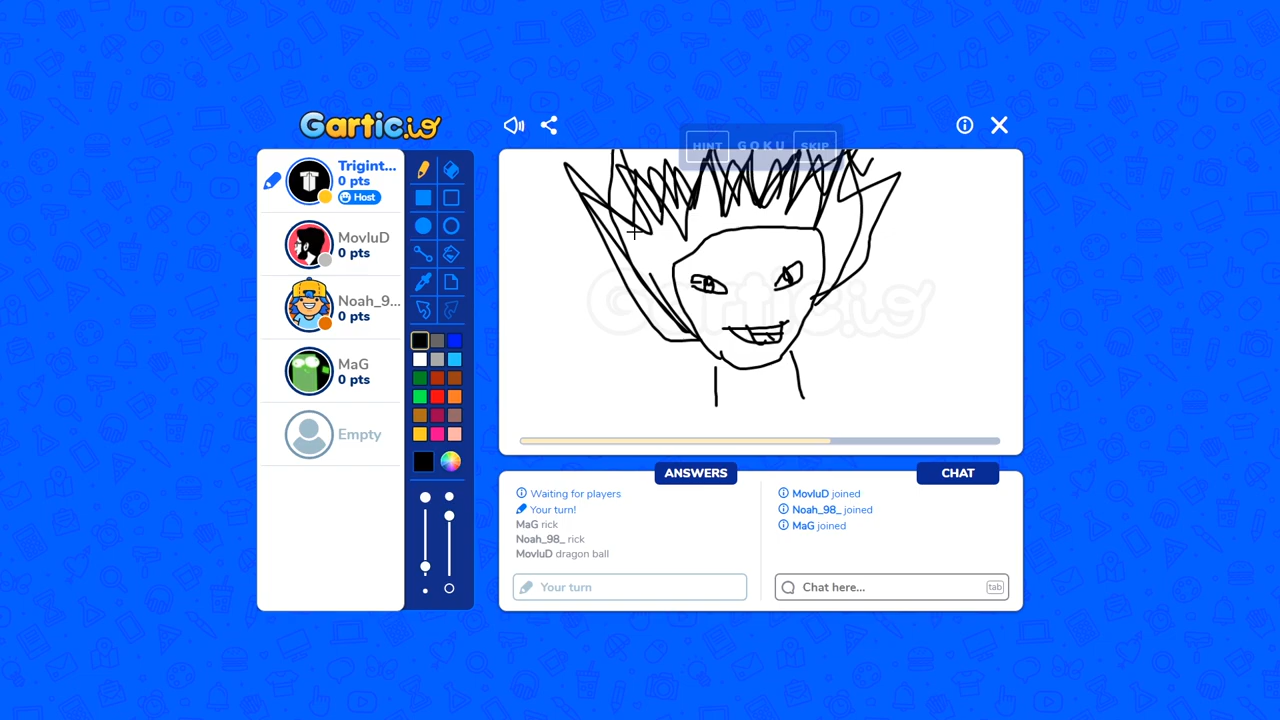 Gartic.io
HINT GOKU SKIP
Trigint...
0 pts
Host
MovluD
0 pts
Noah_9...
0 pts
MaG
0 pts
Empty
Gartic.io
ANSWERS
Waiting for players
Your turn!
MaG rick
Noah_98_ rick
MovluD dragon ball
Your turn
CHAT
MovluD joined
Noah_98_ joined
MaG joined
Chat here...
tab